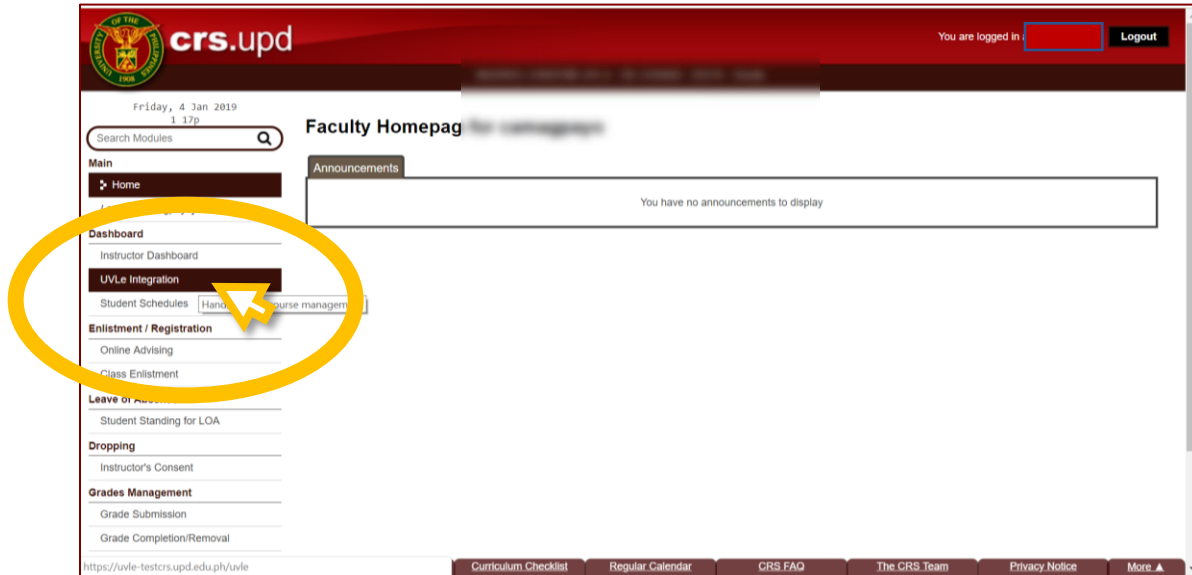 OF THE
UNIVERSITY
PHILIPPINES
1908
crs.upd
You are logged in
Logout
Friday, 4 Jan 2019
1 17p
Search Modules
Faculty Homepag
Main
Home
Announcements
You have no announcements to display
Dashboard
Instructor Dashboard
UVLe Integration
Student Schedules
Enlistment / Registration
Online Advising
Class Enlistment
Leave of
Student Standing for LOA
Dropping
Instructor's Consent
Grades Management
Grade Submission
Grade Completion/Removal
https://uvle-testcrs.upd.edu.ph/uvle
Curriculum Checklist Regular Calendar CRS FAQ The CRS Team Privacy Notice More ▲